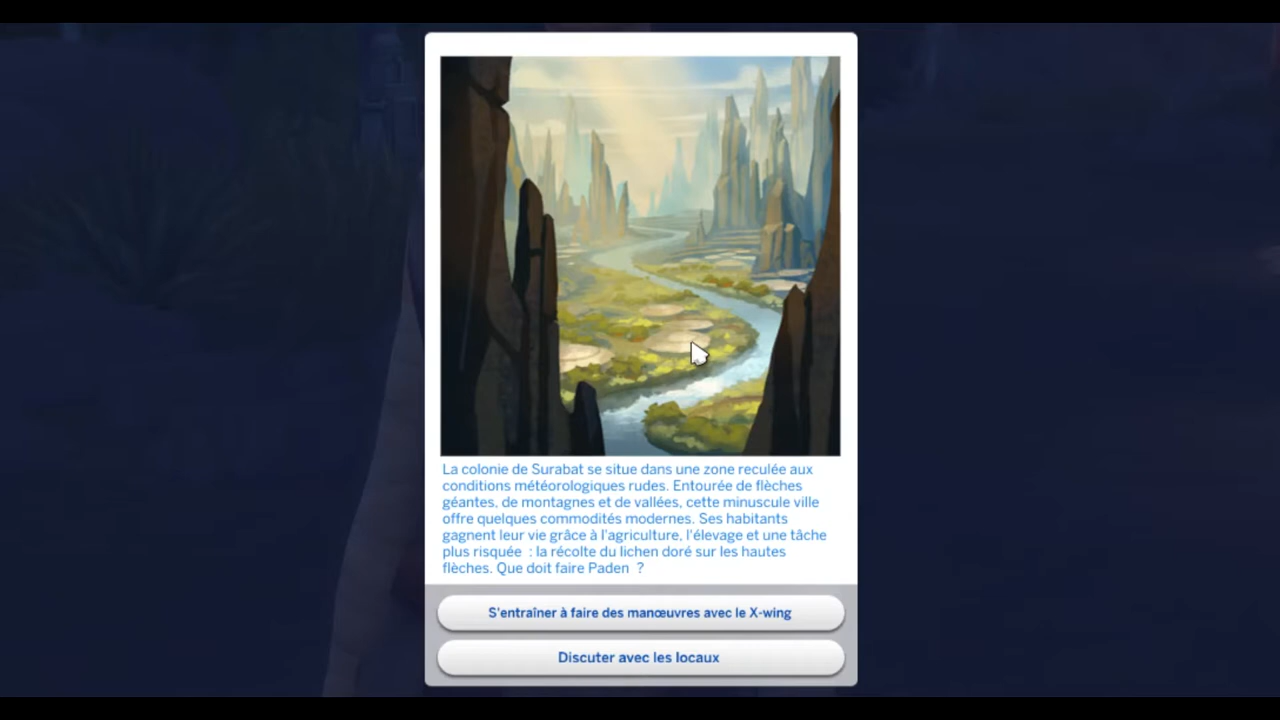 La colonie de Surabat se situe dans une zone reculée aux
conditions météorologiques rudes. Entourée de flèches
géantes, de montagnes et de vallées, cette minuscule ville
offre quelques commodités modernes. Ses habitants
gagnent leur vie grâce à l'agriculture, l'élevage et une tâche
plus risquée  : la récolte du lichen doré sur les hautes
flèches. Que doit faire Paden  ?
S'entraîner à faire des manœuvres avec le X-wing
Discuter avec les locaux